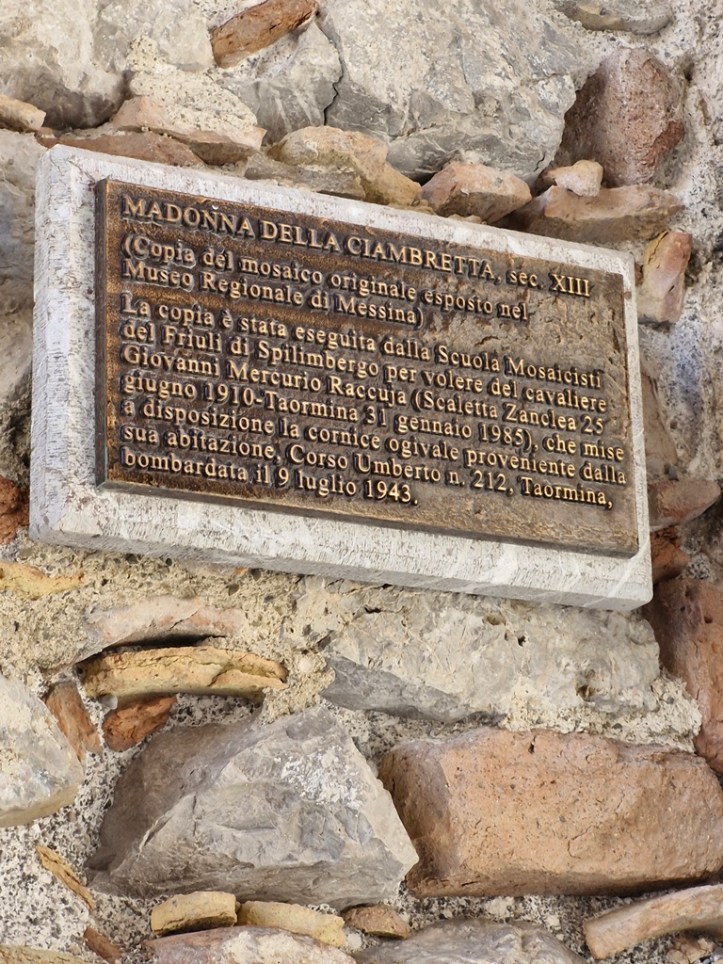 MADONNA DELLA CIAMBRETTA, sec. XIII
(Copia del mosaico originale esposto nel
Museo Regionale di Messina)
La copia è stata eseguita dalla Scuola Mosaicisti
del Friuli di Spilimbergo per volere del cavaliere
Giovanni Mercurio Raccuja (Scaletta Zanclea 25
giugno 1910-Taormina 31 gennaio 1985), che mise
a disposizione la cornice ogivale proveniente dalla
sua abitazione, Corso Umberto n. 212, Taormina,
bombardata il 9 luglio 1943.